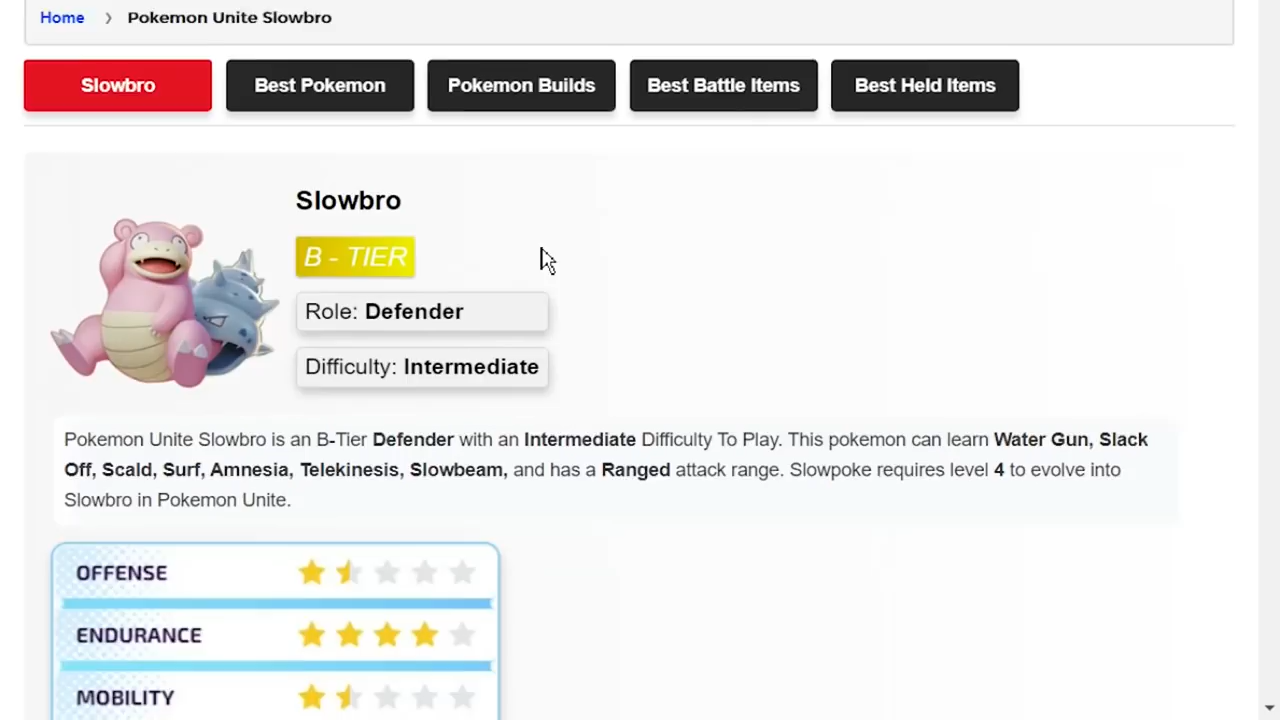 Home > Pokemon Unite Slowbro
Slowbro Best Pokemon Pokemon Builds Best Battle Items Best Held Items
Slowbro
B - TIER
Role: Defender
Difficulty: Intermediate
Pokemon Unite Slowbro is an B-Tier Defender with an Intermediate Difficulty To Play. This pokemon can learn Water Gun, Slack
Off, Scald, Surf, Amnesia, Telekinesis, Slowbeam, and has a Ranged attack range. Slowpoke requires level 4 to evolve into
Slowbro in Pokemon Unite.
OFFENSE
ENDURANCE
MOBILITY